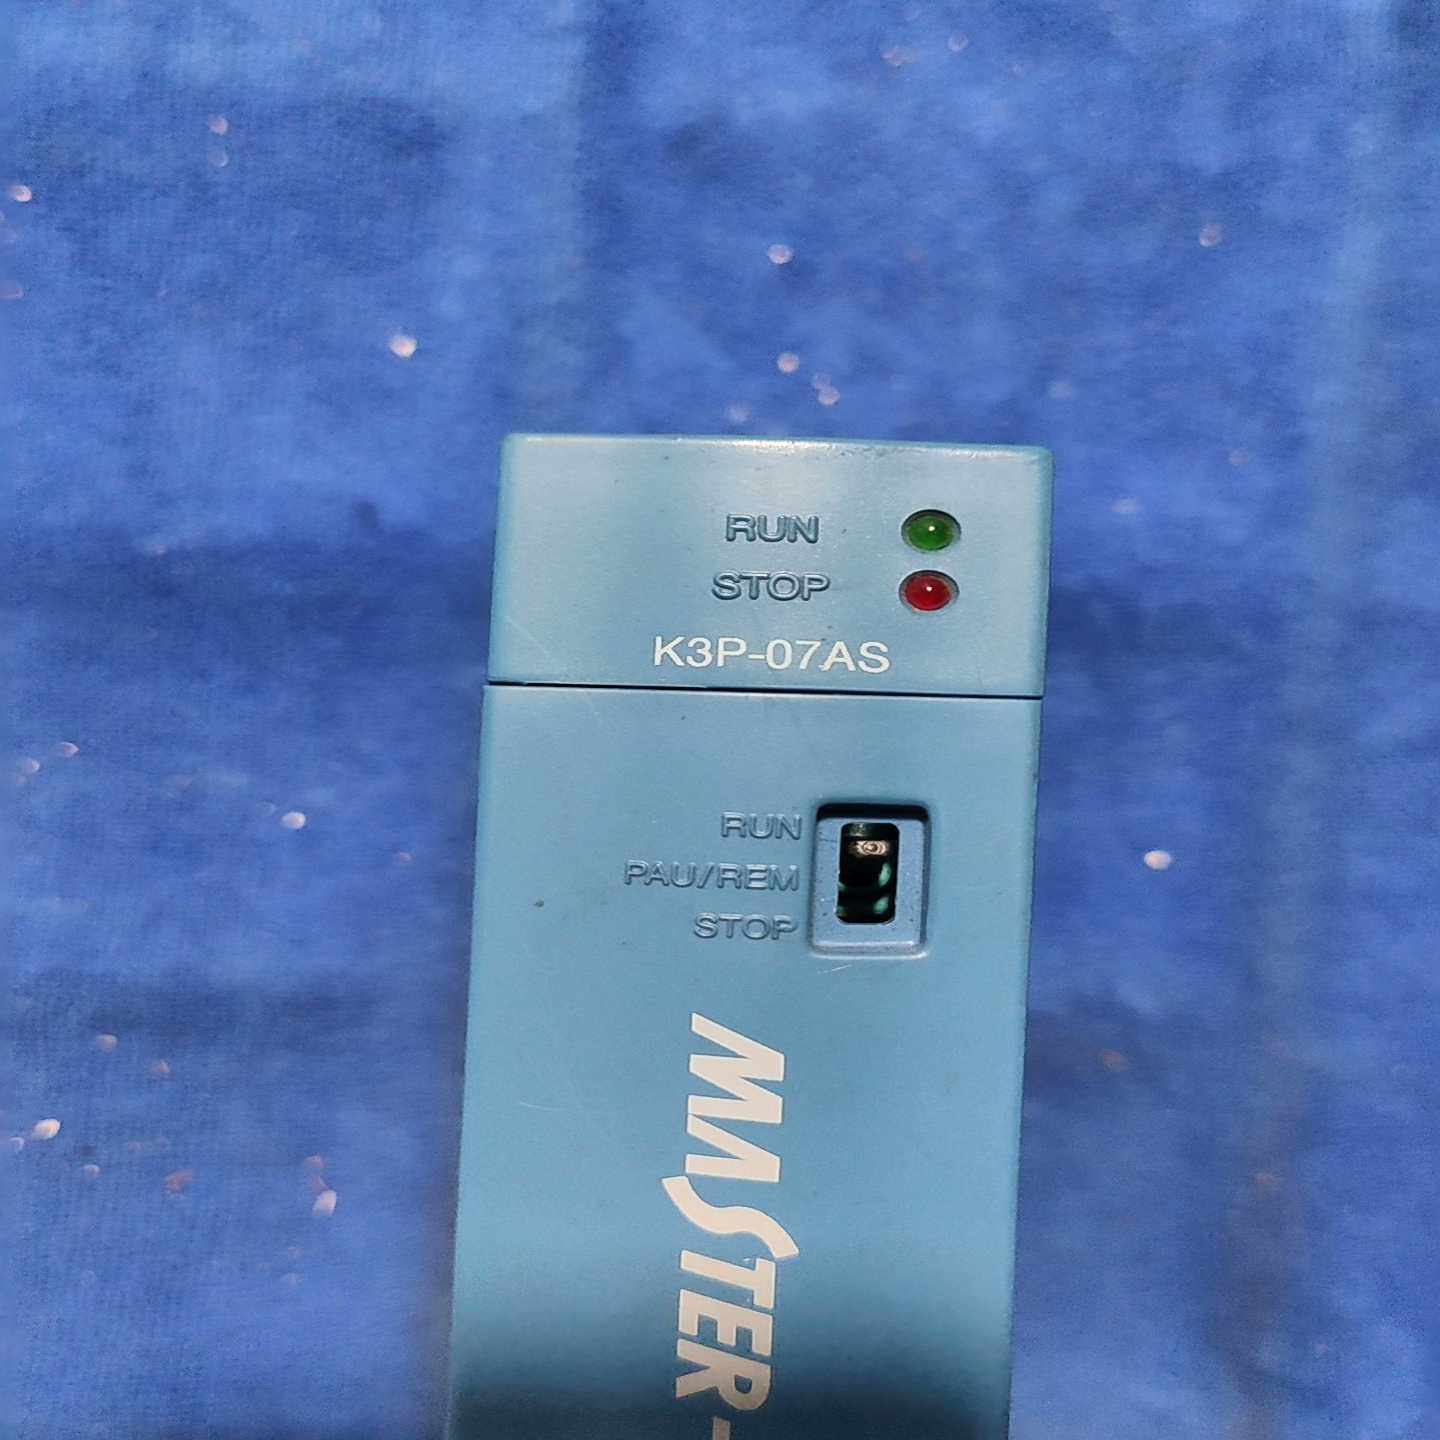 RUN
STOP
K3P-07AS
RUN
PAU/REM
STOP
MASTER-